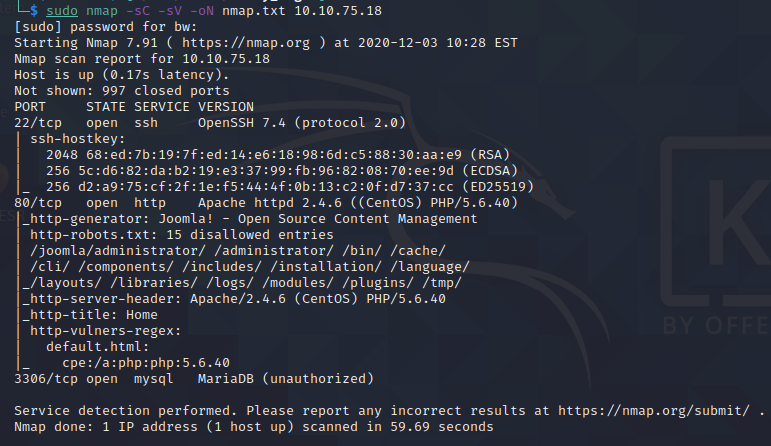 └─$ sudo nmap -sC -sV -oN nmap.txt 10.10.75.18
[sudo] password for bw:
Starting Nmap 7.91 ( https://nmap.org ) at 2020-12-03 10:28 EST
Nmap scan report for 10.10.75.18
Host is up (0.17s latency).
Not shown: 997 closed ports
PORT     STATE SERVICE VERSION
22/tcp   open  ssh     OpenSSH 7.4 (protocol 2.0)
| ssh-hostkey:
|   2048 68:ed:7b:19:7f:ed:14:e6:18:98:6d:c5:88:30:aa:e9 (RSA)
|   256 5c:d6:82:da:b2:19:e3:37:99:fb:96:82:08:70:ee:9d (ECDSA)
|_  256 d2:a9:75:cf:2f:1e:f5:44:4f:0b:13:c2:0f:d7:37:cc (ED25519)
80/tcp   open  http    Apache httpd 2.4.6 ((CentOS) PHP/5.6.40)
|_http-generator: Joomla! - Open Source Content Management
| http-robots.txt: 15 disallowed entries
| /joomla/administrator/ /administrator/ /bin/ /cache/
| /cli/ /components/ /includes/ /installation/ /language/
|_/layouts/ /libraries/ /logs/ /modules/ /plugins/ /tmp/
|_http-server-header: Apache/2.4.6 (CentOS) PHP/5.6.40
|_http-title: Home
| http-vulners-regex:
|   default.html:
|_    cpe:/a:php:php:5.6.40
3306/tcp open  mysql   MariaDB (unauthorized)
Service detection performed. Please report any incorrect results at https://nmap.org/submit/ .
Nmap done: 1 IP address (1 host up) scanned in 59.69 seconds
K
BY OFFE